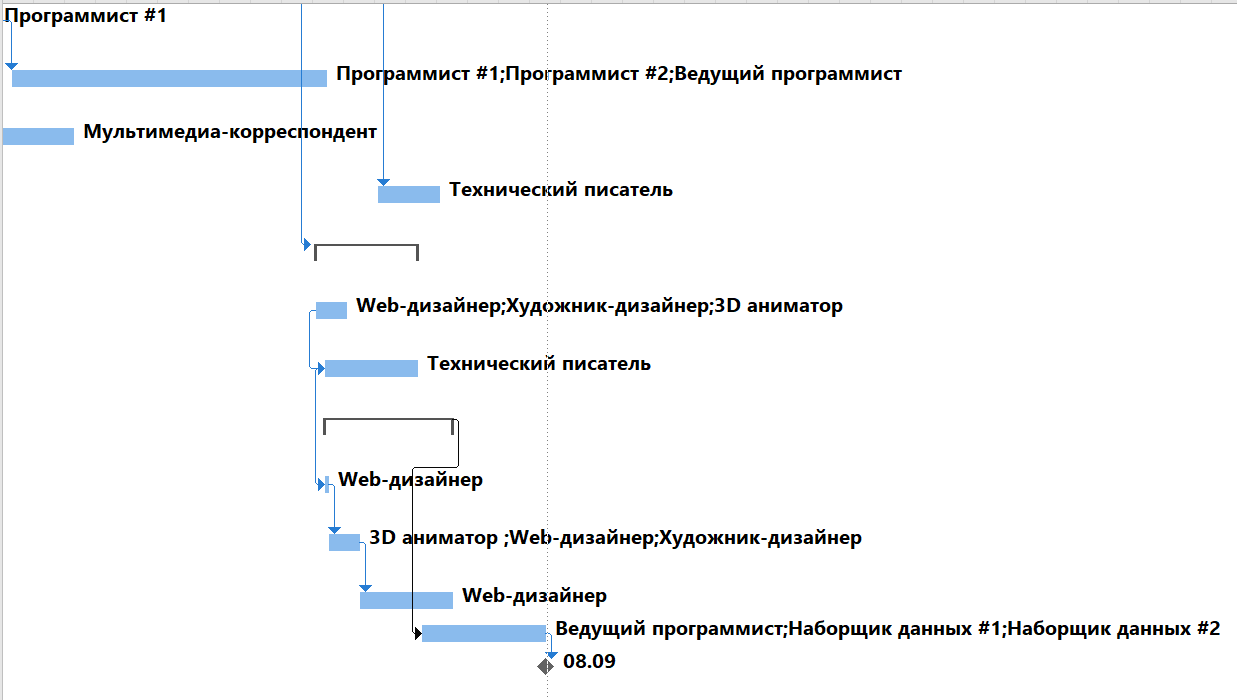 Программист #1
Программист #1;Программист #2;Ведущий программист
Мультимедиа-корреспондент
Технический писатель
Web-дизайнер;Художник-дизайнер;3D аниматор
Технический писатель
Web-дизайнер
3D аниматор ;Web-дизайнер;Художник-дизайнер
Web-дизайнер
Ведущий программист;Наборщик данных #1;Наборщик данных #2
08.09